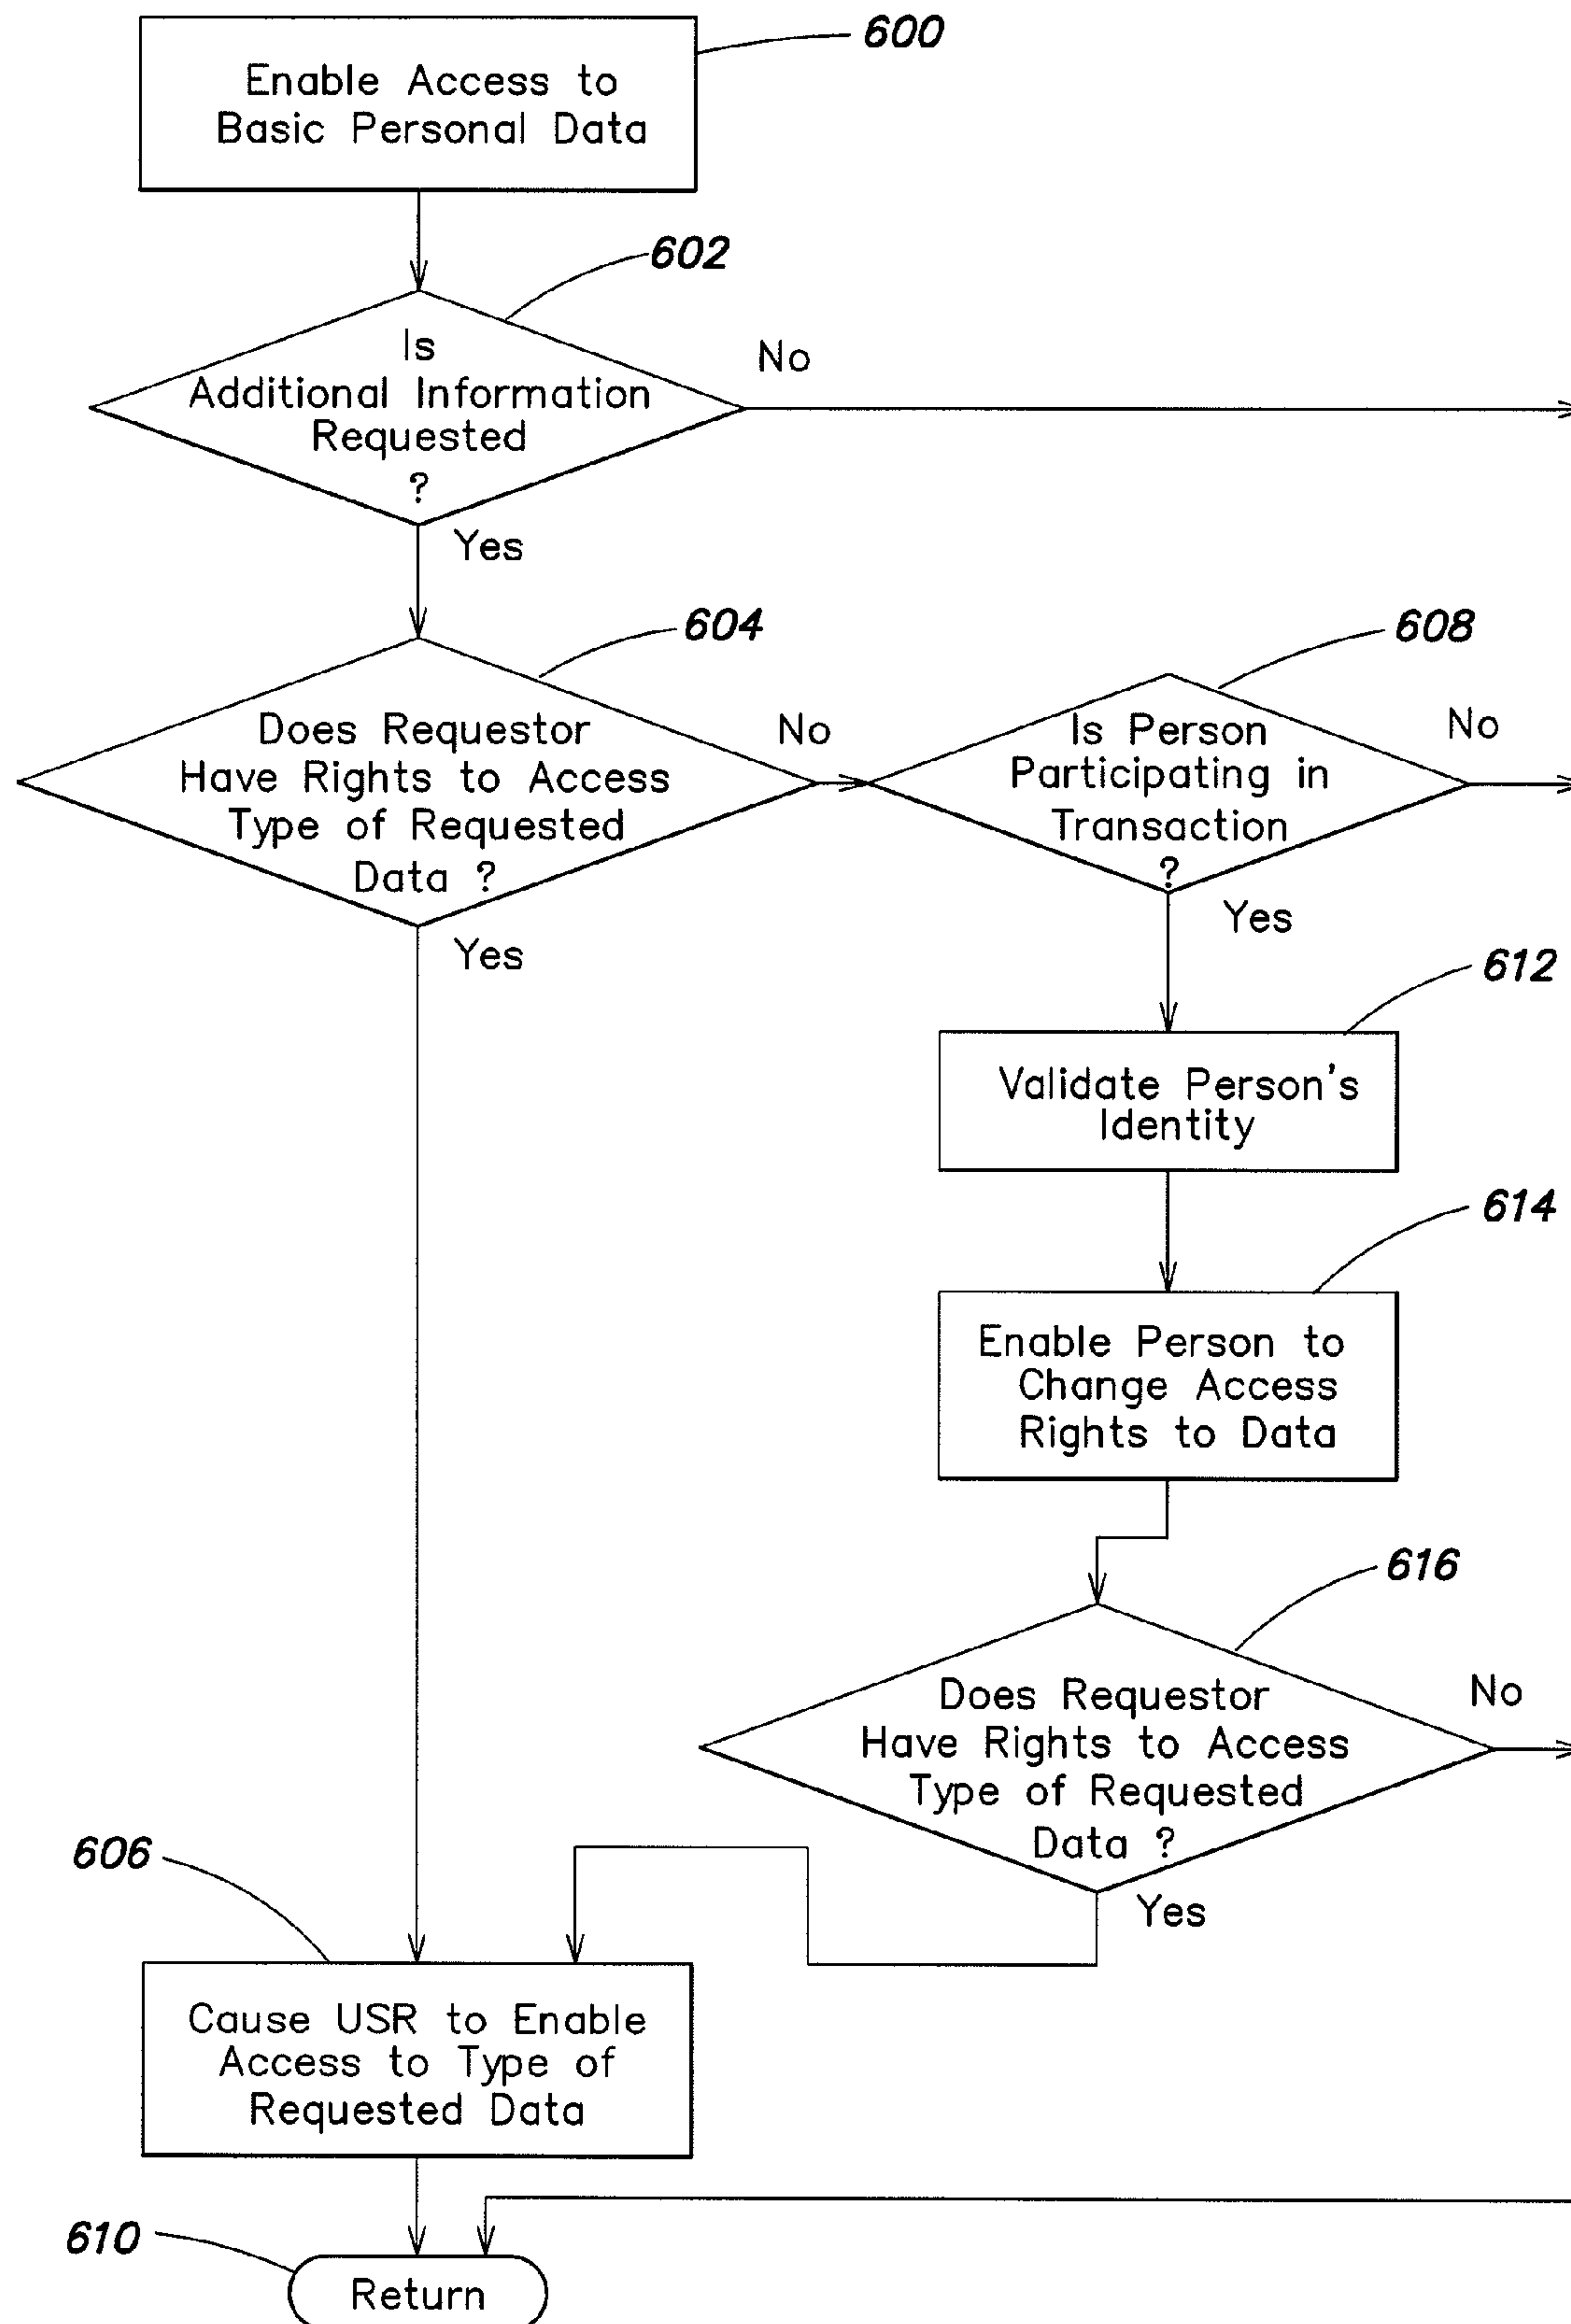 600
Enable Access to
Basic Personal Data
602
Is
Additional Information
Requested
?
No
Yes
604
Does Requestor
Have Rights to Access
Type of Requested
Data ?
No
Yes
608
Is Person
Participating in
Transaction
?
No
Yes
612
Validate Person's
Identity
614
Enable Person to
Change Access
Rights to Data
616
Does Requestor
Have Rights to Access
Type of Requested
Data ?
No
Yes
606
Cause USR to Enable
Access to Type of
Requested Data
610
Return